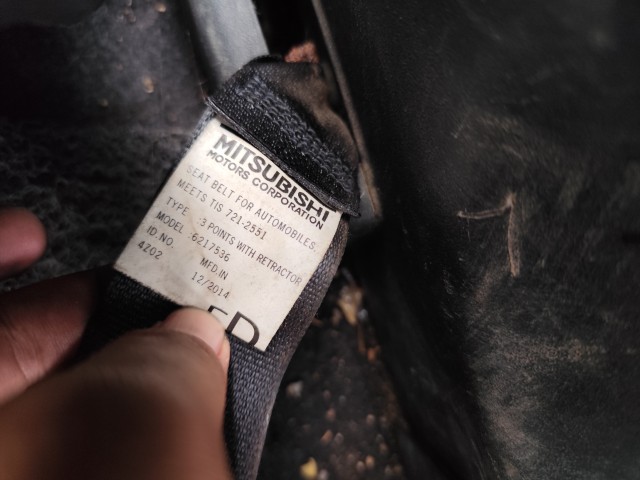 MITSUBISHI
MOTORS CORPORATION
SEAT BELT FOR AUTOMOBILES
MEETS TIS 721-2551
TYPE :3 POINTS WITH RETRACTOR
MODEL :6217536
ID.NO. MFD.IN
4Z02 12/2014